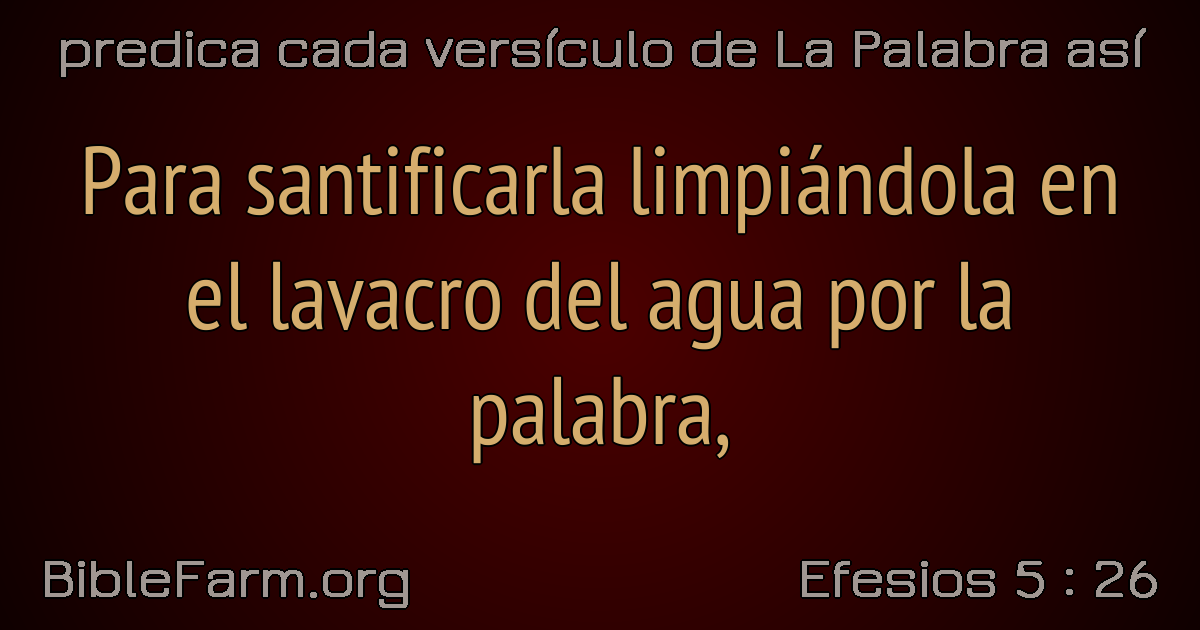 predica cada versículo de La Palabra así
Para santificarla limpiándola en
el lavacro del agua por la
palabra,
BibleFarm.org
Efesios 5 : 26